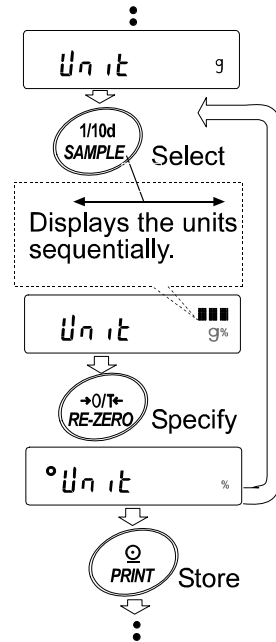 Unit g
1/10d
SAMPLE Select
Displays the units
sequentially.
Unit g%
→0/T←
RE-ZERO Specify
°Unit %
PRINT Store